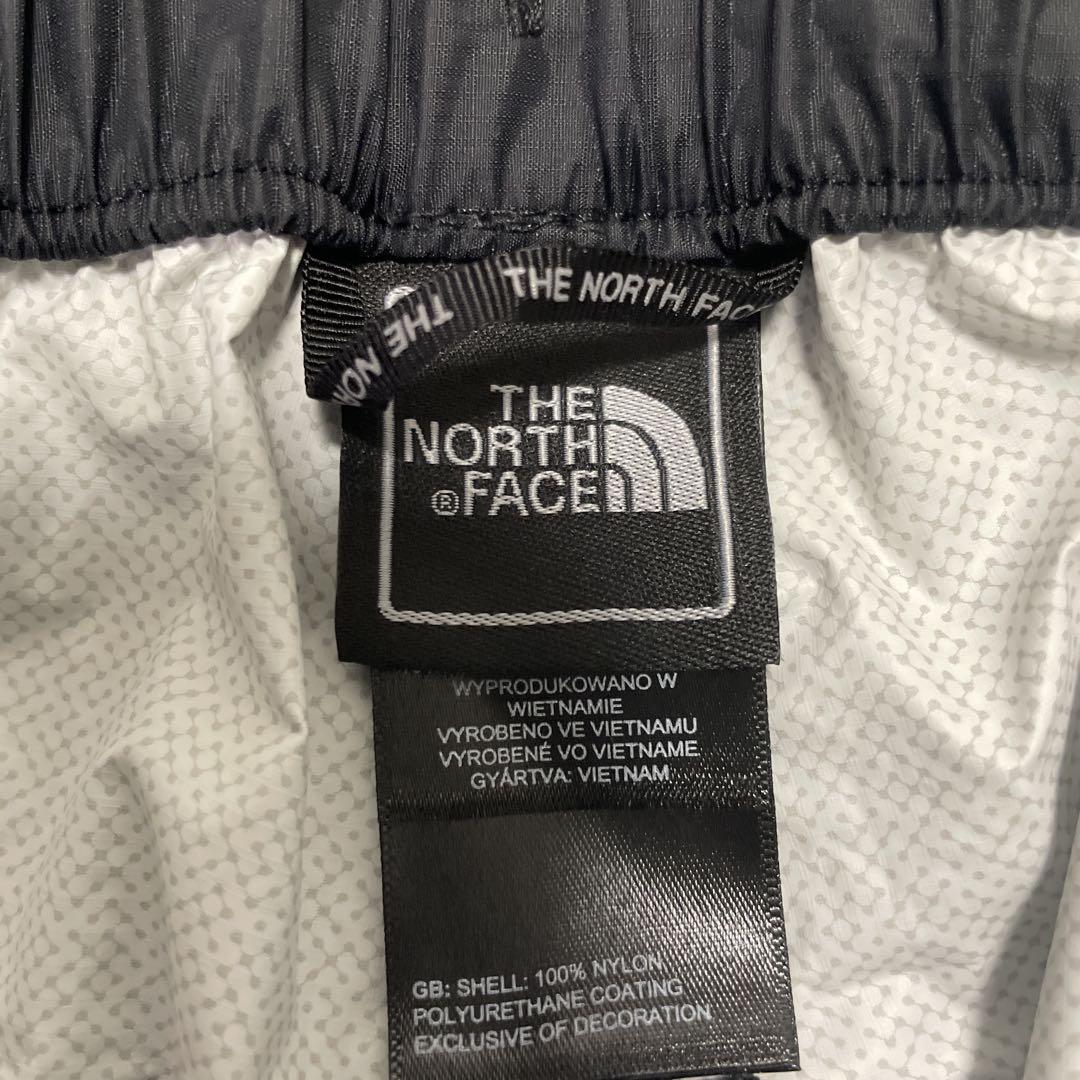 THE NORTH FACE
THE NO
THE
NORTH
®FACE
WYPRODUKOWANO W
WIETNAMIE
VYROBENO VE VIETNAMU
VYROBENÉ VO VIETNAME
GYÁRTVA: VIETNAM
GB: SHELL: 100% NYLON,
POLYURETHANE COATING
EXCLUSIVE OF DECORATION